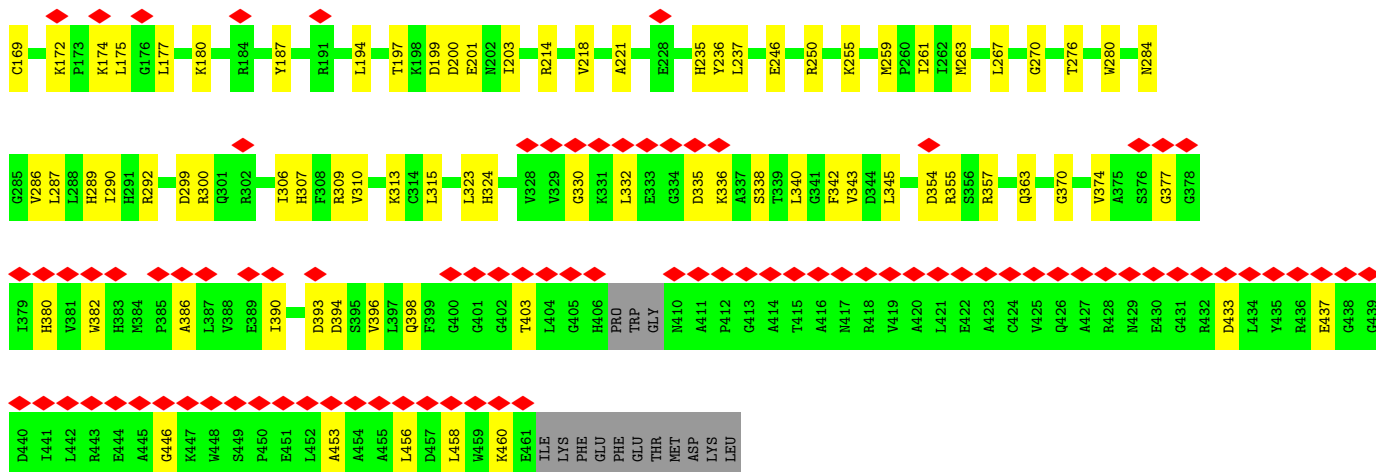 C169 K172 P173 K174 L175 G176 L177 K180 R184 Y187 R191 L194 T197 K198 D199 D200 E201 N202 I203 R214 V218 A221 E228 H235 Y236 L237 E246 R250 K255 M259 P260 I261 I262 M263 L267 G270 T276 W280 N284
G285 V286 L287 L288 H289 I290 H291 R292 D299 R300 Q301 R302 I306 H307 F308 R309 V310 K313 C314 L315 L323 H324 V328 V329 G330 K331 L332 E333 G334 D335 K336 A337 S338 T339 L340 G341 F342 V343 D344 L345 D354 R355 S356 R357 Q363 G370 V374 A375 S376 G377 G378
I379 H380 V381 W382 H383 M384 P385 A386 L387 V388 E389 I390 D393 D394 S395 V396 L397 Q398 F399 G400 G401 G402 T403 L404 G405 H406 PRO TRP GLY N410 A411 P412 G413 A414 T415 A416 N417 R418 V419 A420 L421 E422 A423 C424 V425 Q426 A427 R428 N429 E430 G431 R432 D433 L434 Y435 R436 E437 G438 G439
D440 I441 L442 R443 E444 A445 G446 K447 W448 S449 P450 E451 L452 A453 A454 A455 L456 D457 L458 W459 K460 E461 ILE LYS PHE GLU PHE GLU THR MET ASP LYS LEU